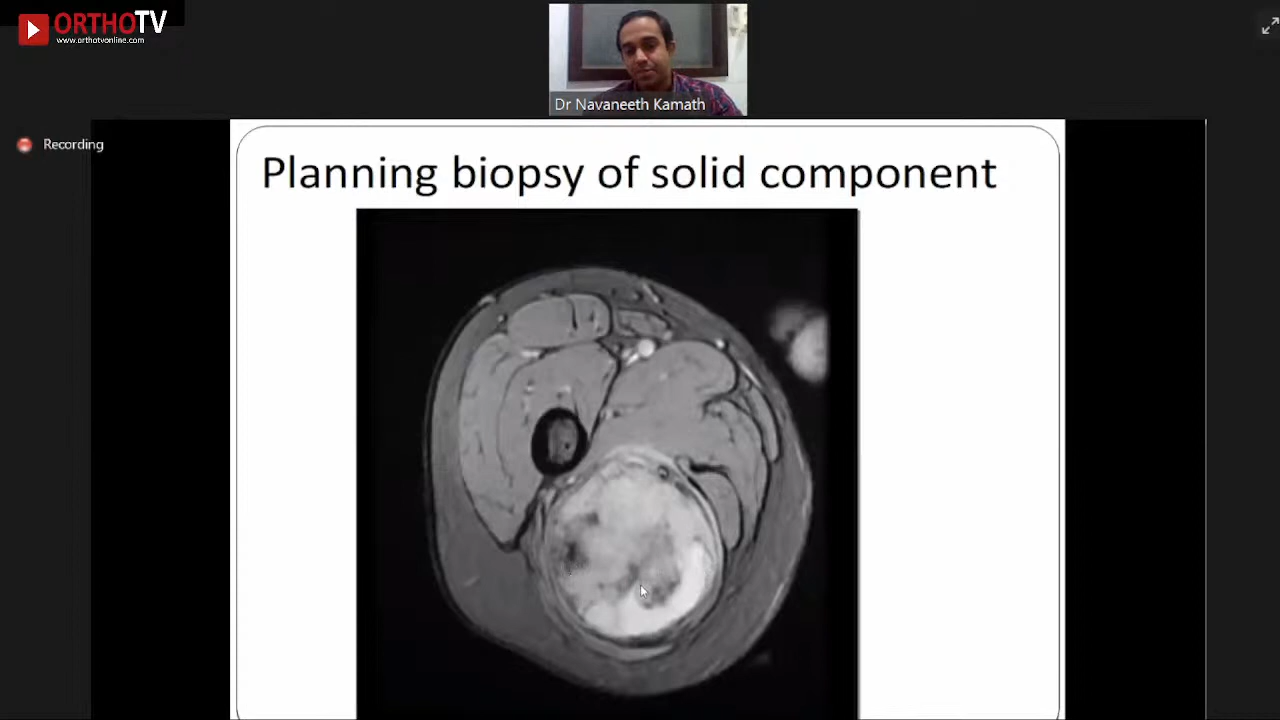 ORTHOTV
www.orthotvonline.com
Dr Navaneeth Kamath
Recording
Planning biopsy of solid component